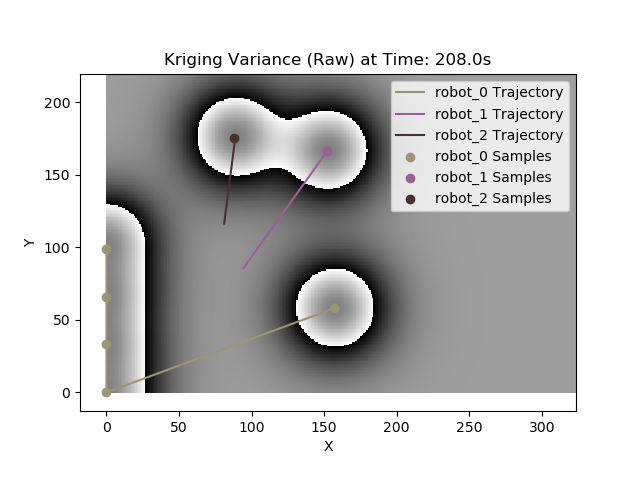 Kriging Variance (Raw) at Time: 208.0s
robot_0 Trajectory
robot_1 Trajectory
robot_2 Trajectory
robot_0 Samples
robot_1 Samples
robot_2 Samples
200
150
100
50
0
Y
0 50 100 150 200 250 300
X